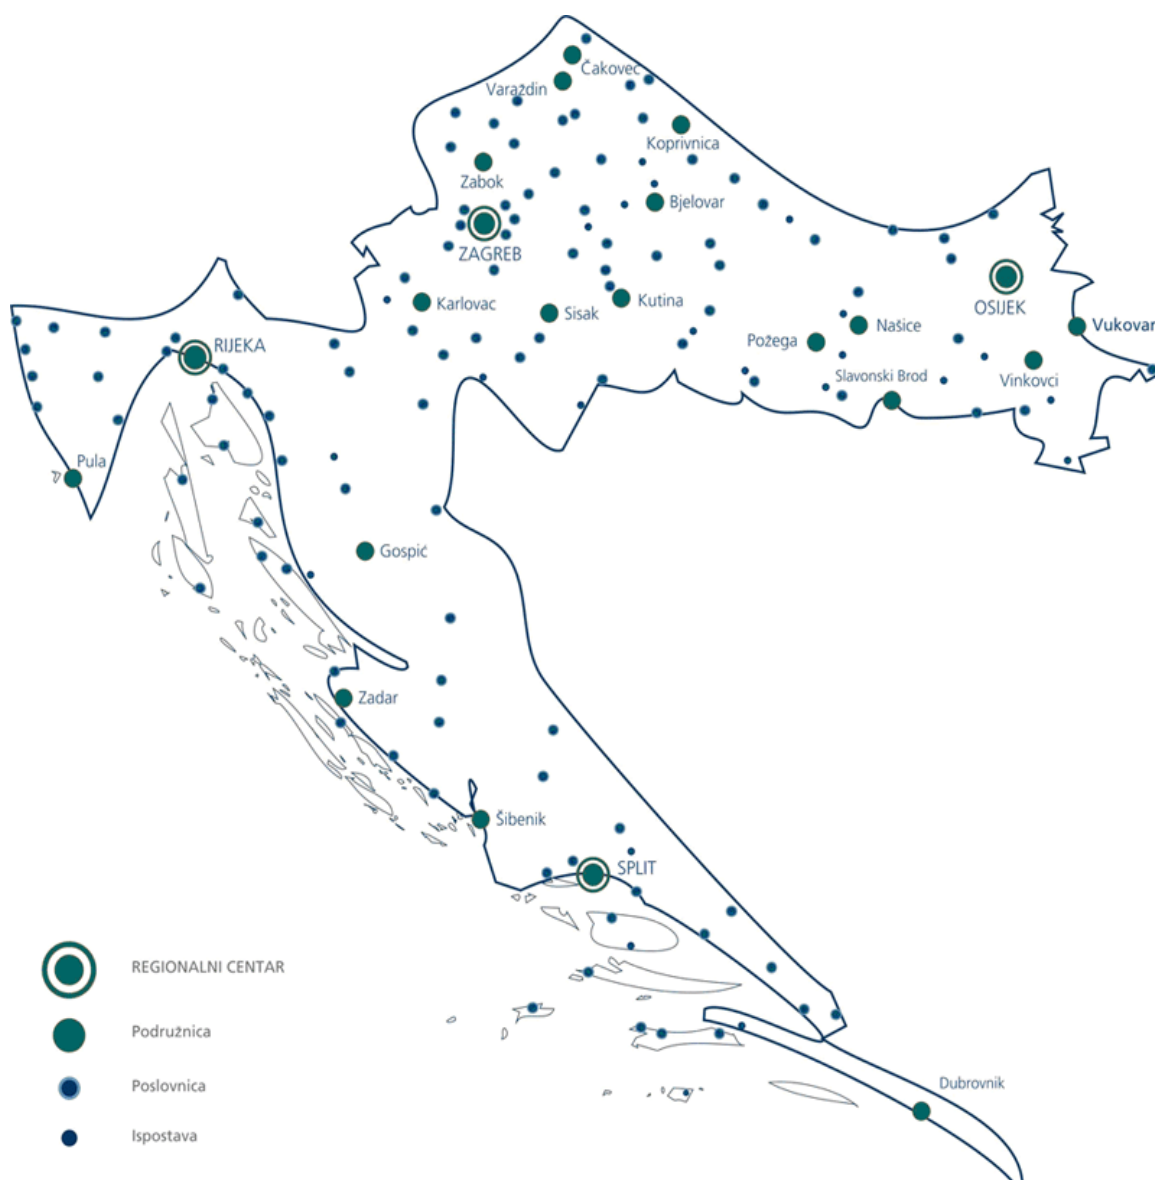 Čakovec
Varaždin
Koprivnica
Zabok
Bjelovar
ZAGREB
OSIJEK
Karlovac
Sisak
Kutina
Našice
Vukovar
Požega
RIJEKA
Slavonski Brod
Vinkovci
Pula
Gospić
Zadar
Šibenik
SPLIT
REGIONALNI CENTAR
Podružnica
Poslovnica
Dubrovnik
Ispostava